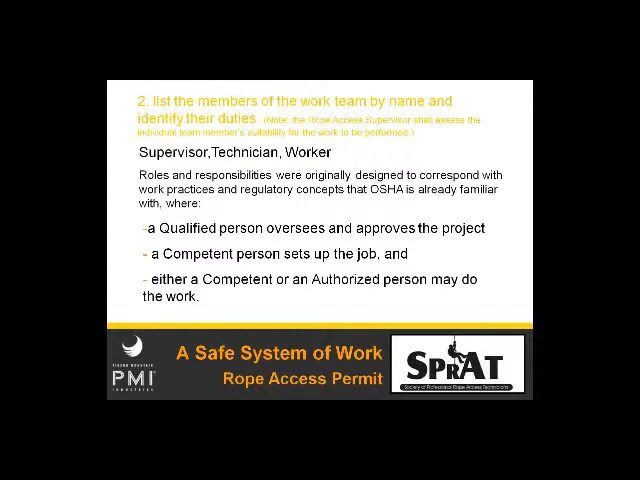 2. list the members of the work team by name and
identify their duties. (Note: the Rope Access Supervisor shall assess the
individual team member's suitability for the work to be performed.)
Supervisor,Technician, Worker
Roles and responsibilities were originally designed to correspond with
work practices and regulatory concepts that OSHA is already familiar
with, where:
-a Qualified person oversees and approves the project
- a Competent person sets up the job, and
- either a Competent or an Authorized person may do
the work.
A Safe System of Work
Rope Access Permit
PIGEON MOUNTAIN
PMI
INDUSTRIES
SPRAT
Society of Professional Rope Access Technicians